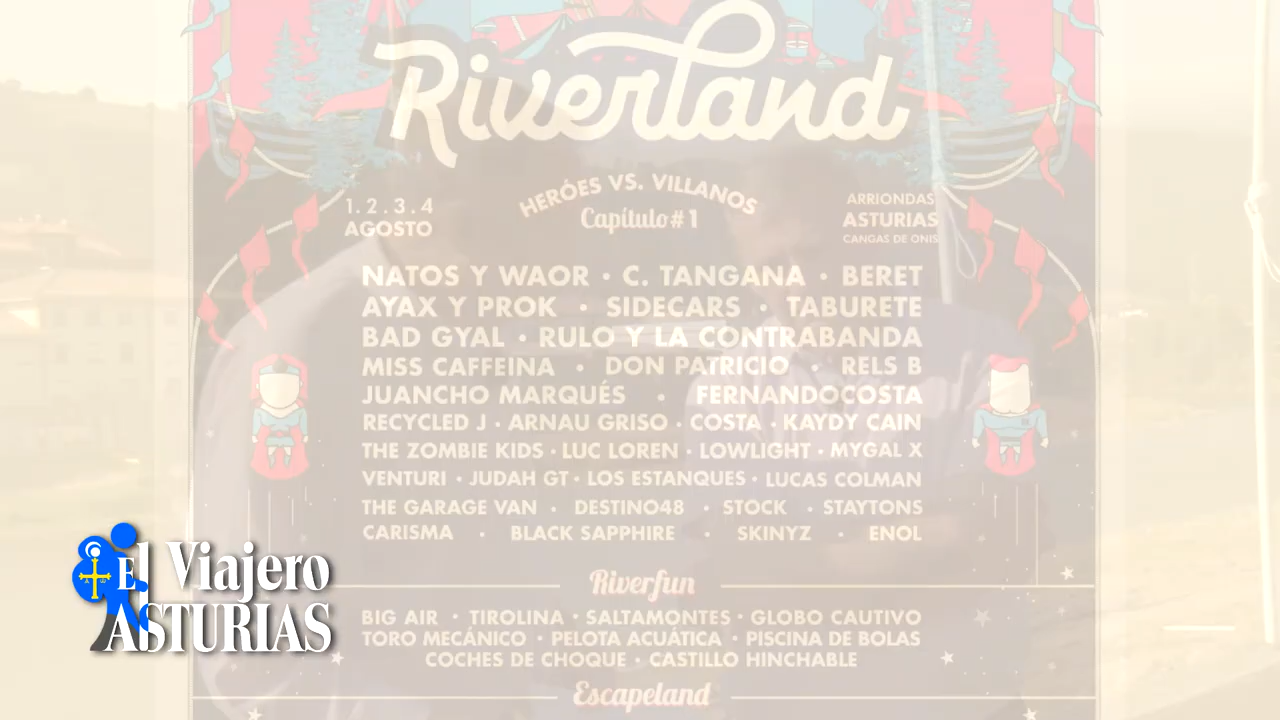 Riverland
HERÓES VS. VILLANOS
Capítulo #1
1. 2. 3. 4
AGOSTO
ARRIONDAS
ASTURIAS
CANGAS DE ONIS
NATOS Y WAOR • C. TANGANA • BERET
AYAX Y PROK • SIDECARS • TABURETE
BAD GYAL • RULO Y LA CONTRABANDA
MISS CAFFEINA • DON PATRICIO • RELS B
JUANCHO MARQUÉS • FERNANDOCOSTA
RECYCLED J • ARNAU GRISO • COSTA • KAYDY CAIN
THE ZOMBIE KIDS • LUC LOREN • LOWLIGHT • MYGAL X
VENTURI • JUDAH GT • LOS ESTANQUES • LUCAS COLMAN
THE GARAGE VAN • DESTINO48 • STOCK • STAYTONS
CARISMA • BLACK SAPPHIRE • SKINYZ • ENOL
Riverfun
BIG AIR • TIROLINA • SALTAMONTES • GLOBO CAUTIVO
TORO MECÁNICO • PELOTA ACUÁTICA • PISCINA DE BOLAS
COCHES DE CHOQUE • CASTILLO HINCHABLE
Escapeland
El Viajero
ASTURIAS